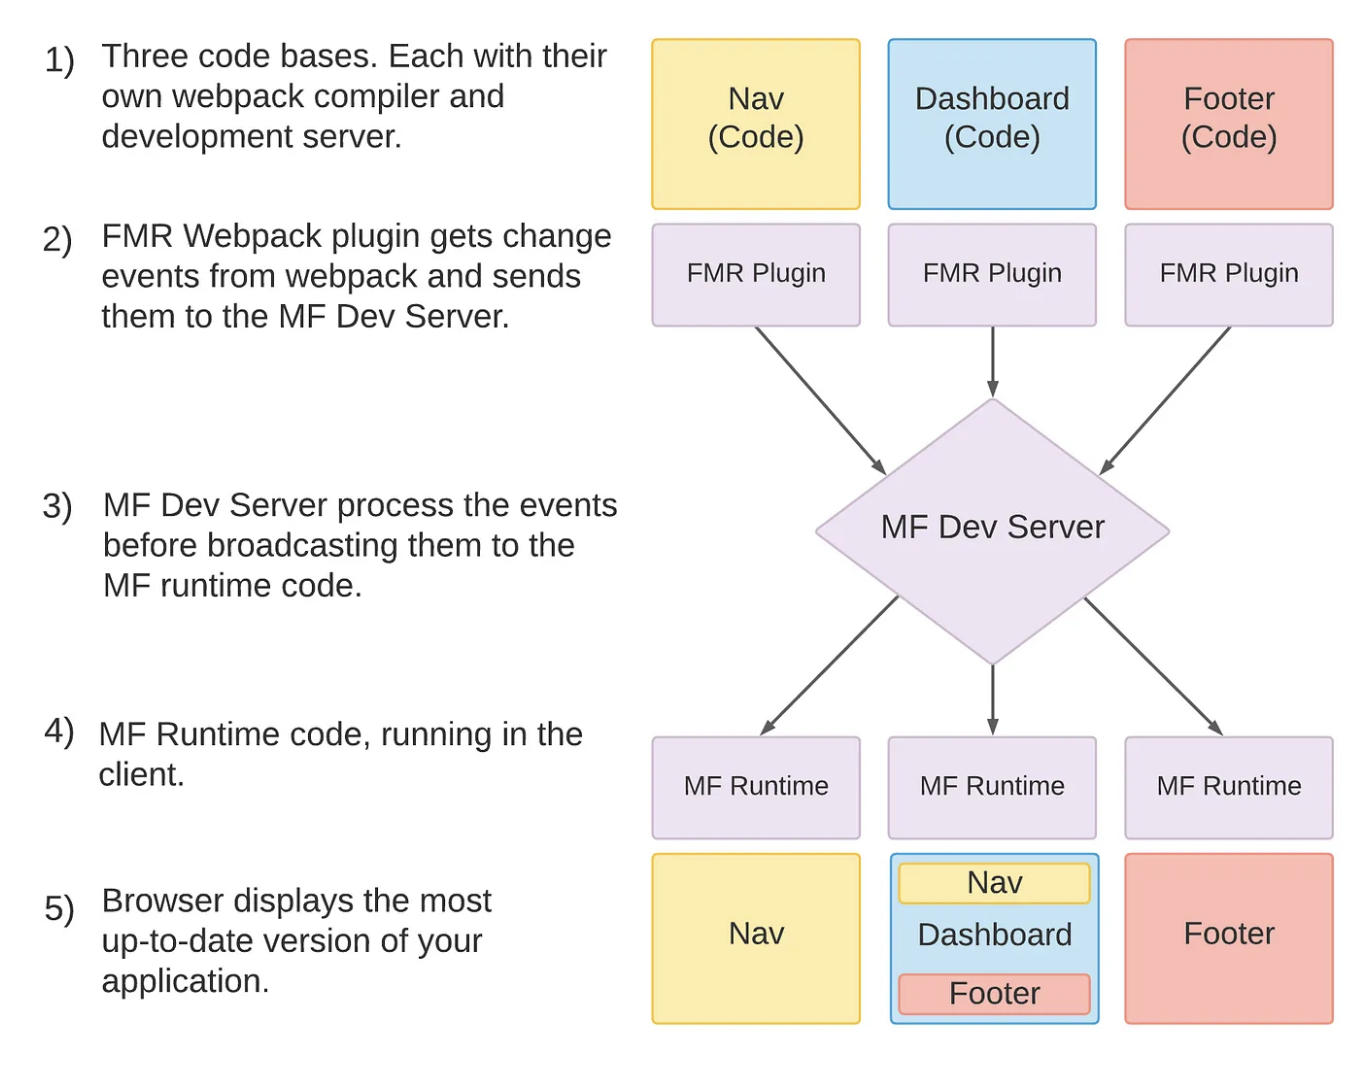 1) Three code bases. Each with their
own webpack compiler and
development server.
Nav
(Code)
Dashboard
(Code)
Footer
(Code)
2) FMR Webpack plugin gets change
events from webpack and sends
them to the MF Dev Server.
FMR Plugin
FMR Plugin
FMR Plugin
3) MF Dev Server process the events
before broadcasting them to the
MF runtime code.
MF Dev Server
4) MF Runtime code, running in the
client.
MF Runtime
MF Runtime
MF Runtime
5) Browser displays the most
up-to-date version of your
application.
Nav
Nav
Dashboard
Footer
Footer